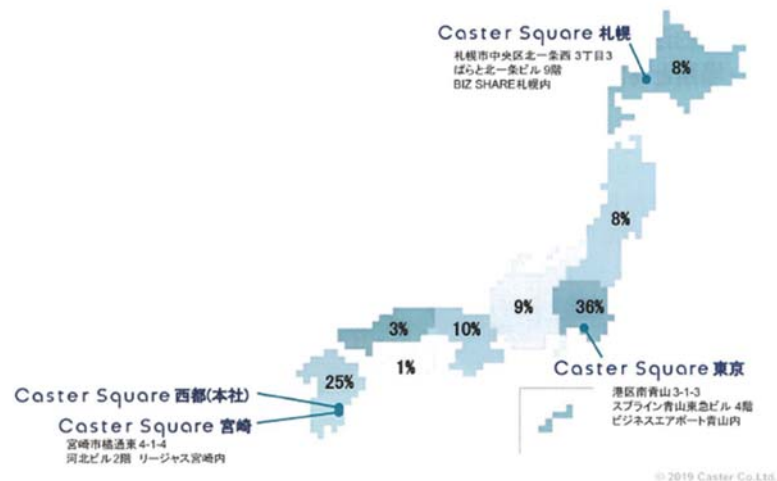 Caster Square 札幌
札幌市中央区北一条西 3丁目3
ばらと北一条ビル 9階
BIZ SHARE札幌内
8%
8%
36%
9%
10%
3%
1%
25%
Caster Square 東京
港区南青山 3-1-3
スプライン青山東急ビル 4階
ビジネスエアポート青山内
Caster Square 西都(本社)
Caster Square 宮崎
宮崎市橘通東 4-1-4
河北ビル2階 リージャス宮崎内
© 2019 Caster Co.Ltd.